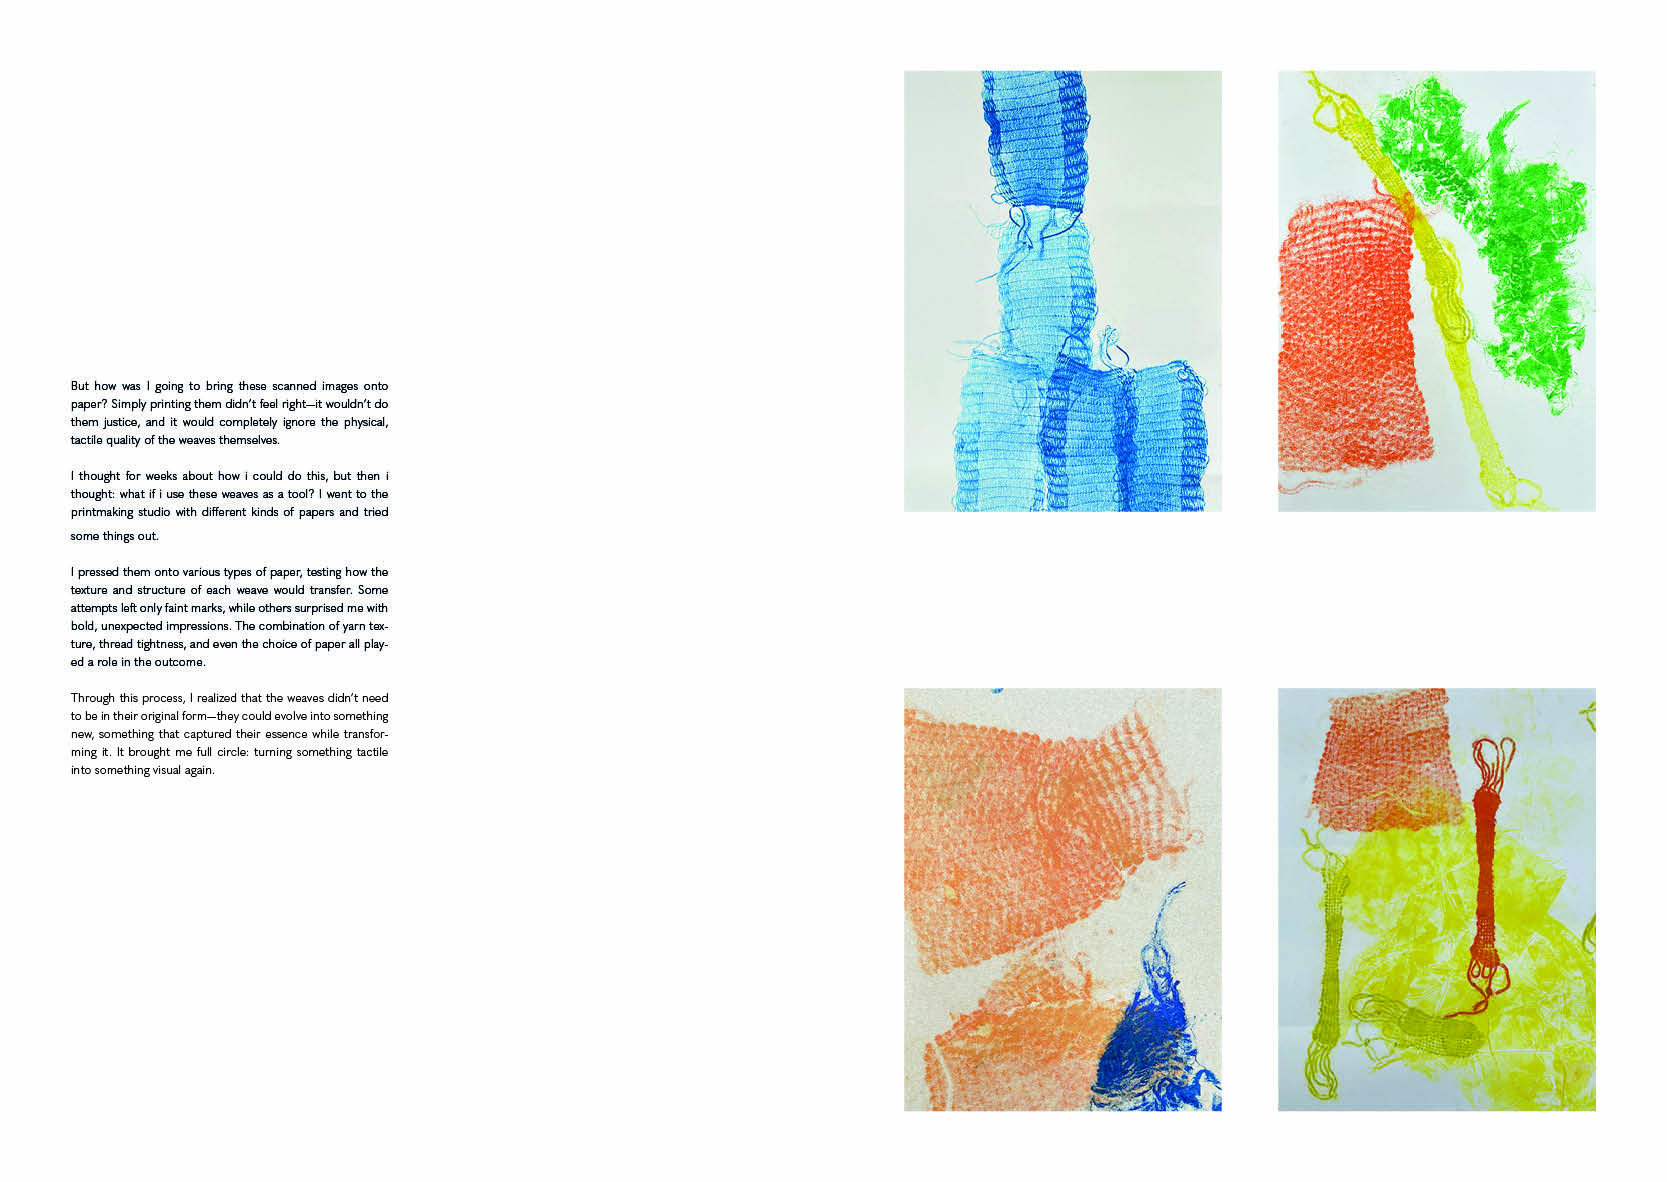 But how was I going to bring these scanned images onto
paper? Simply printing them didn't feel right—it wouldn't do
them justice, and it would completely ignore the physical,
tactile quality of the weaves themselves.
I thought for weeks about how i could do this, but then i
thought: what if i use these weaves as a tool? I went to the
printmaking studio with different kinds of papers and tried
some things out.
I pressed them onto various types of paper, testing how the
texture and structure of each weave would transfer. Some
attempts left only faint marks, while others surprised me with
bold, unexpected impressions. The combination of yarn tex-
ture, thread tightness, and even the choice of paper all play-
ed a role in the outcome.
Through this process, I realized that the weaves didn't need
to be in their original form—they could evolve into something
new, something that captured their essence while transfor-
ming it. It brought me full circle: turning something tactile
into something visual again.